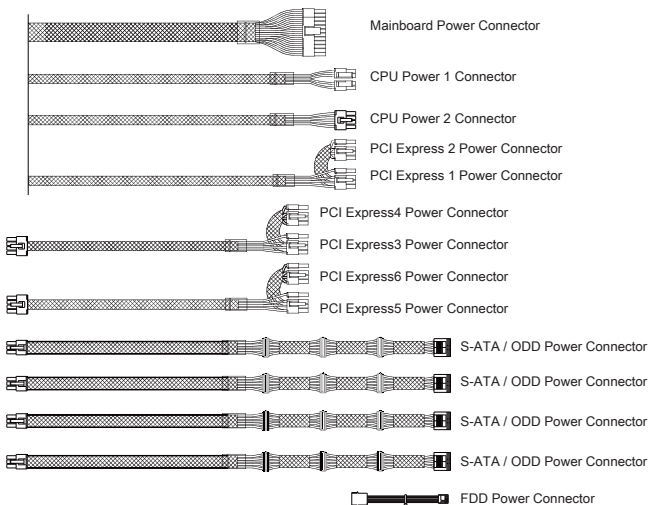 Mainboard Power Connector
CPU Power 1 Connector
CPU Power 2 Connector
PCI Express 2 Power Connector
PCI Express 1 Power Connector
PCI Express4 Power Connector
PCI Express3 Power Connector
PCI Express6 Power Connector
PCI Express5 Power Connector
S-ATA / ODD Power Connector
S-ATA / ODD Power Connector
S-ATA / ODD Power Connector
S-ATA / ODD Power Connector
FDD Power Connector